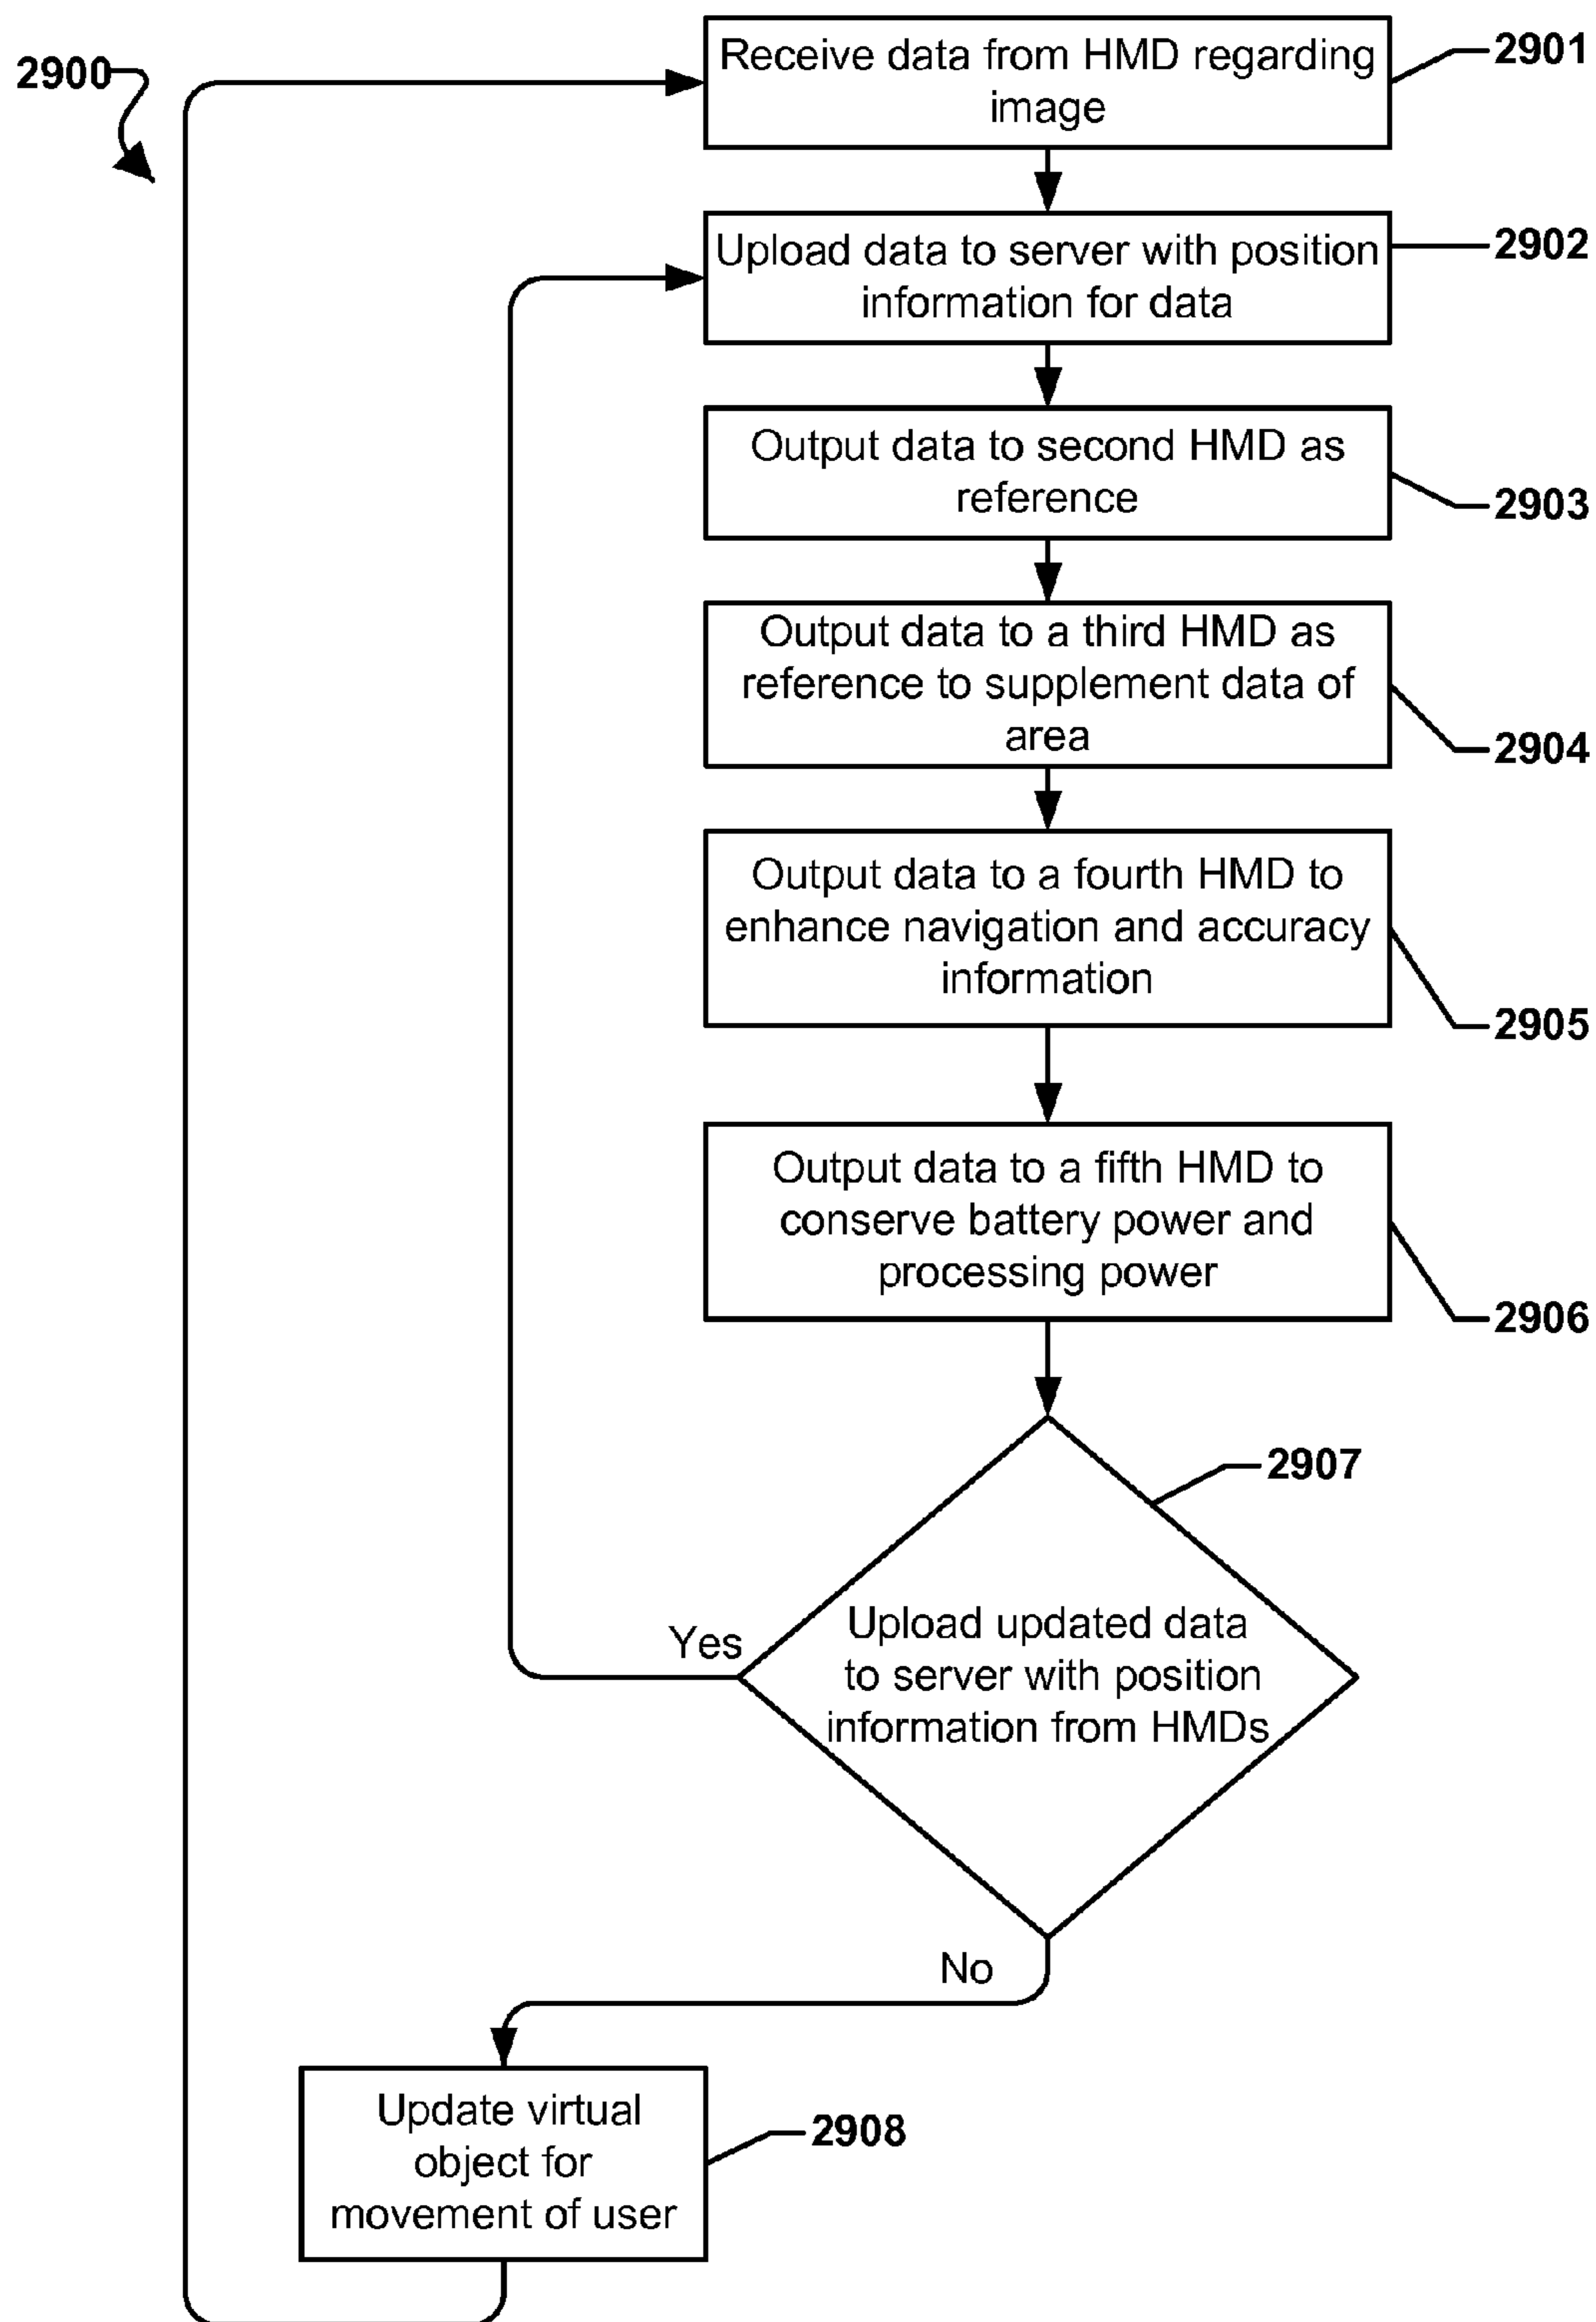 2900
Receive data from HMD regarding
image
2901
Upload data to server with position
information for data
2902
Output data to second HMD as
reference
2903
Output data to a third HMD as
reference to supplement data of
area
2904
Output data to a fourth HMD to
enhance navigation and accuracy
information
2905
Output data to a fifth HMD to
conserve battery power and
processing power
2906
2907
Yes
Upload updated data
to server with position
information from HMDs
No
Update virtual
object for
movement of user
2908